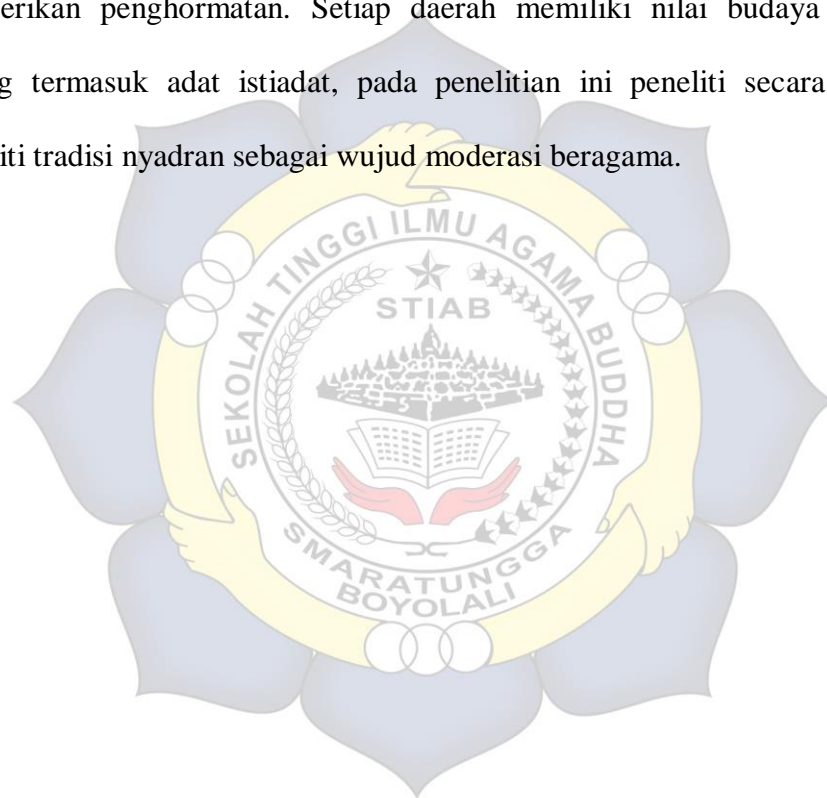 erikan penghormatan. Setiap daerah memiliki nilai budaya
g termasuk adat istiadat, pada penelitian ini peneliti secara
iti tradisi nyadran sebagai wujud moderasi beragama.
SEKOLAH TINGGI ILMU AGAMA BUDDHA
STIAB
SMARATUNGGA
BOYOLALI